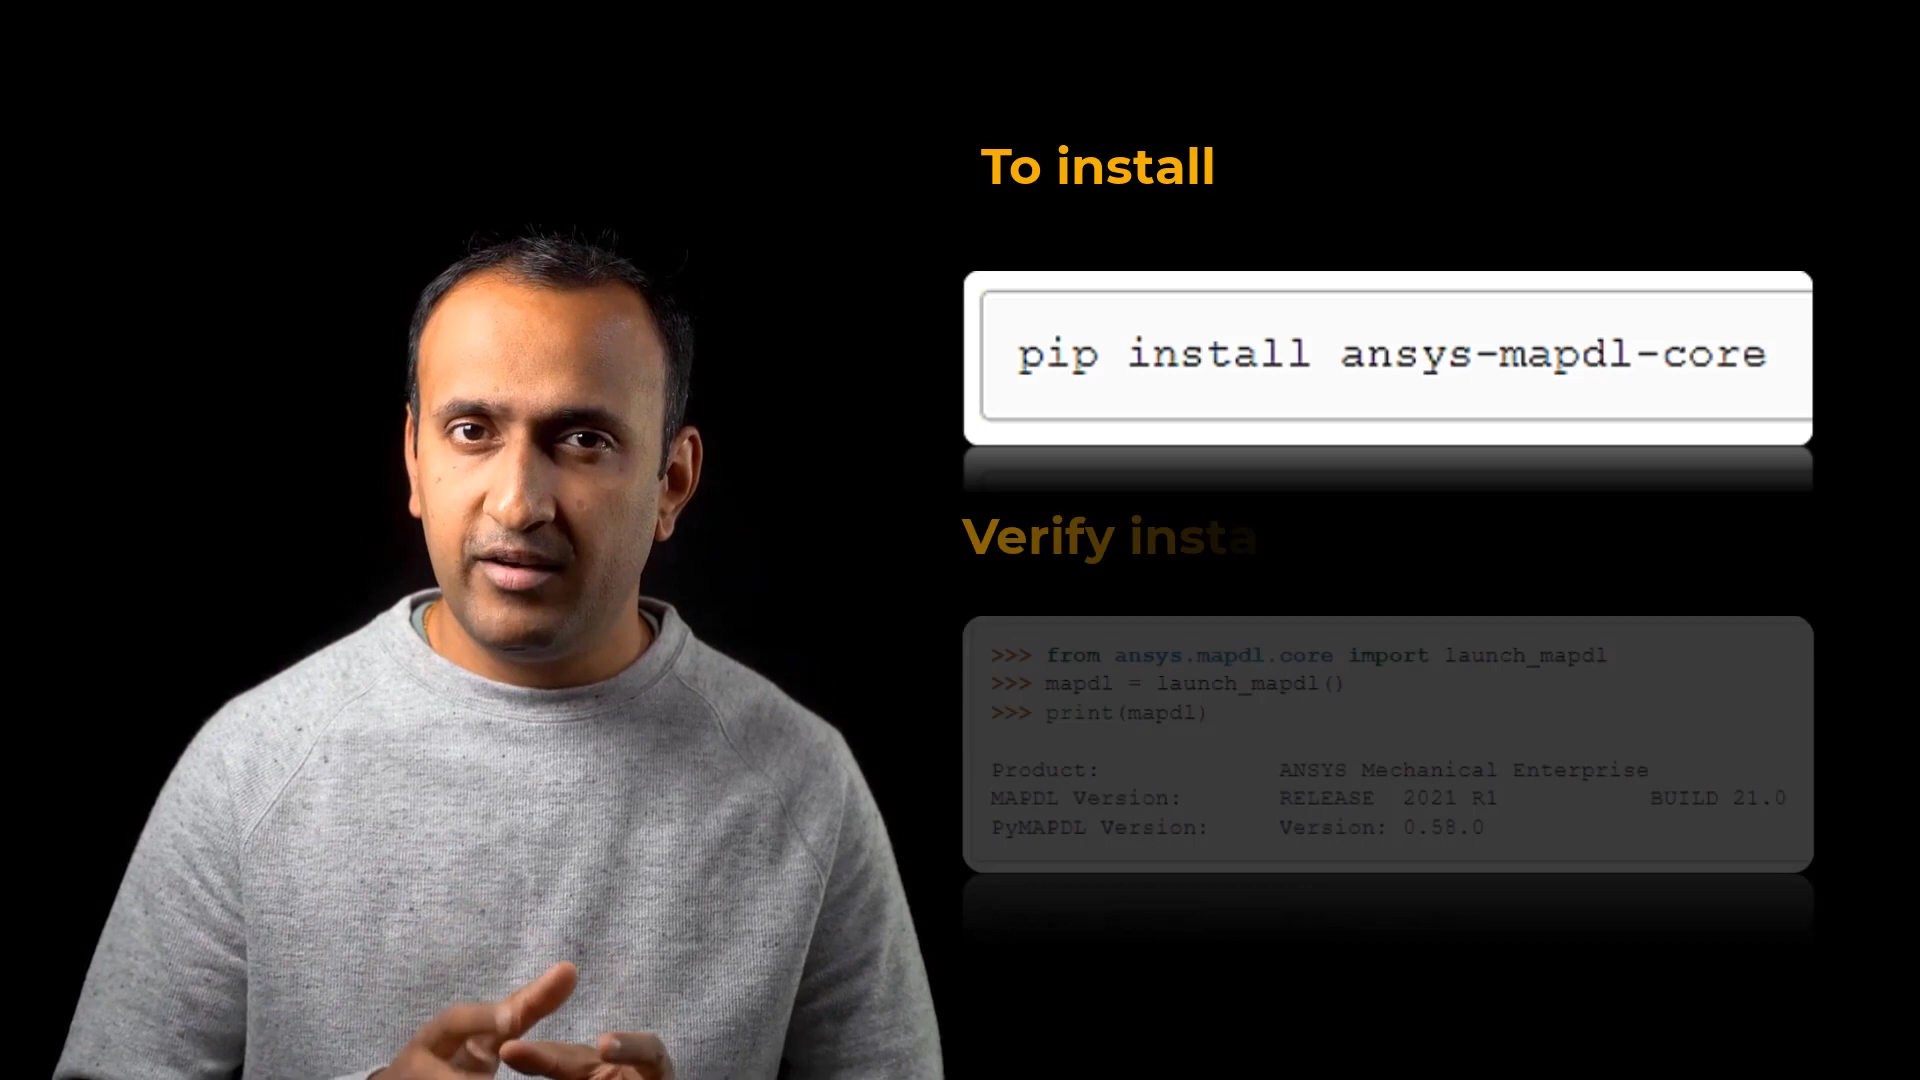 To install
pip install ansys-mapdl-core
Verify insta
>>> from ansys.mapdl.core import launch_mapdl
>>> mapdl = launch_mapdl()
>>> print(mapdl)
Product: ANSYS Mechanical Enterprise
MAPDL Version: RELEASE 2021 R1 BUILD 21.0
PyMAPDL Version: Version: 0.58.0